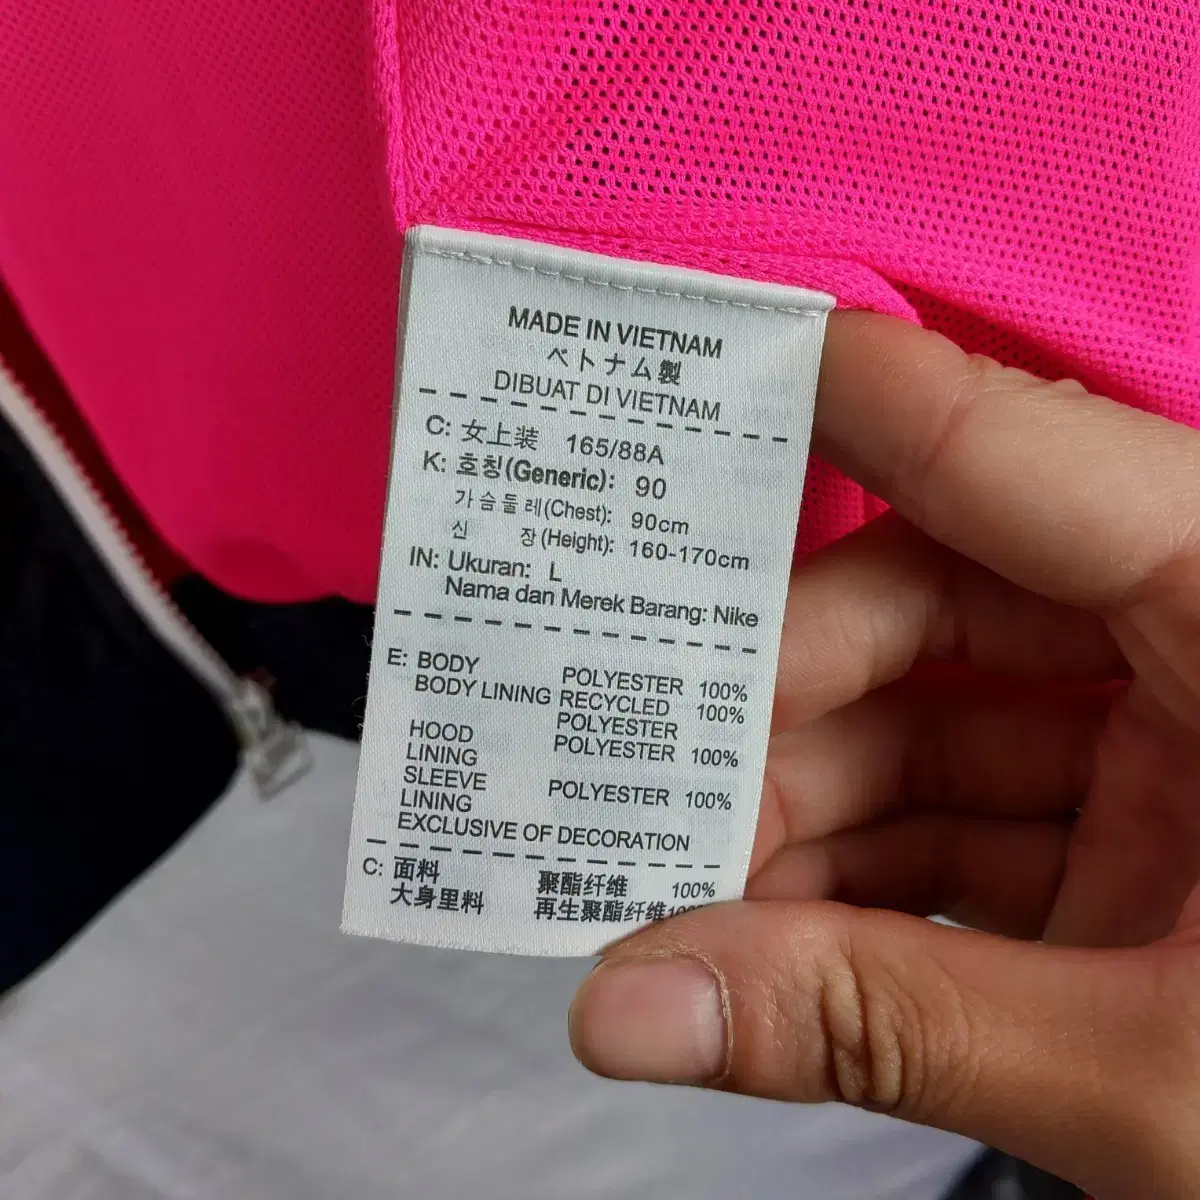 MADE IN VIETNAM
ベトナム製
DIBUAT DI VIETNAM
C: 女上装 165/88A
K: 호칭(Generic): 90
가슴둘레(Chest): 90cm
신 장(Height): 160-170cm
IN: Ukuran: L
Nama dan Merek Barang: Nike
E: BODY POLYESTER 100%
BODY LINING RECYCLED 100%
POLYESTER
HOOD POLYESTER 100%
LINING
SLEEVE POLYESTER 100%
LINING
EXCLUSIVE OF DECORATION
C: 面料 聚酯纤维 100%
大身里料 再生聚酯纤维 100%